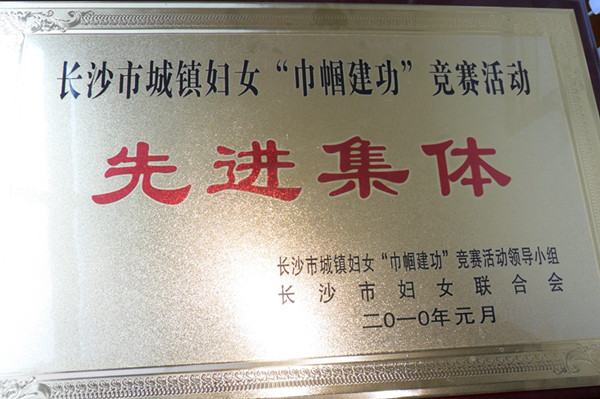 长沙市城镇妇女“巾帼建功”竞赛活动
先进集体
长沙市城镇妇女“巾帼建功”竞赛活动领导小组
长沙市妇女联合会
二〇一〇年元月